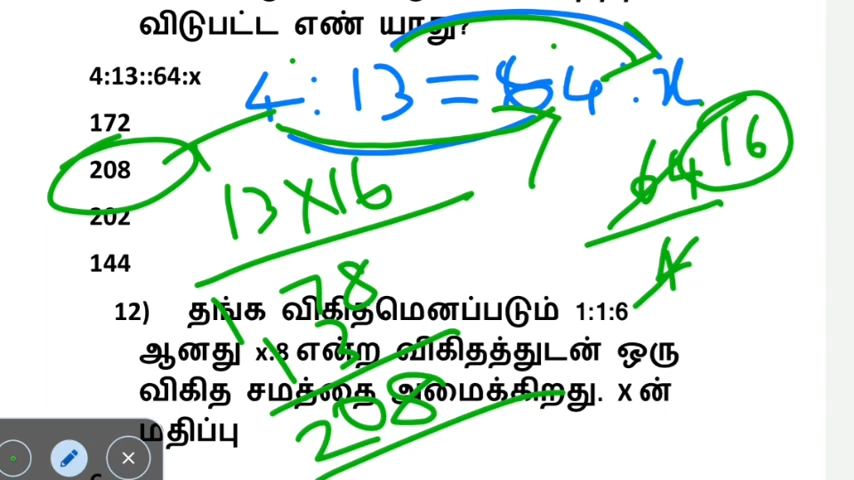 விடுபட்ட எண் யாது?
4:13::64:x
4 : 13 = 64 : x
172
208
202
144
13×16
78
13
208
64 16
4
12) தங்க விகிதமெனப்படும் 1:1:6
ஆனது x:8 என்ற விகிதத்துடன் ஒரு
விகித சமத்தை அமைக்கிறது. X ன்
மதிப்பு